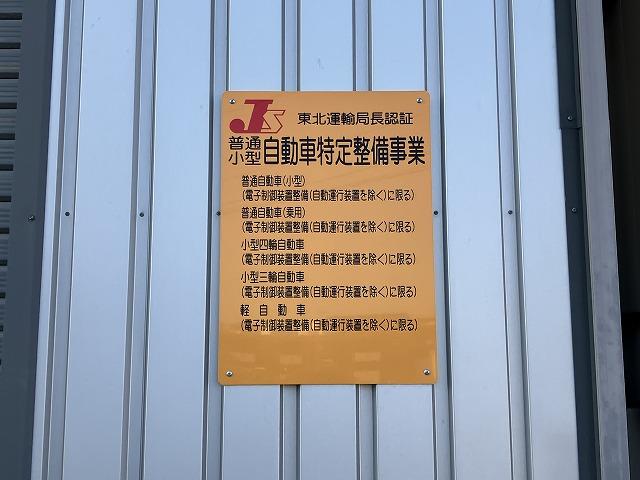 JS 東北運輸局長認証
普通
小型 自動車特定整備事業
普通自動車(小型)
(電子制御装置整備(自動運行装置を除く)に限る)
普通自動車(乗用)
(電子制御装置整備(自動運行装置を除く)に限る)
小型四輪自動車
(電子制御装置整備(自動運行装置を除く)に限る)
小型三輪自動車
(電子制御装置整備(自動運行装置を除く)に限る)
軽 自 動 車
(電子制御装置整備(自動運行装置を除く)に限る)